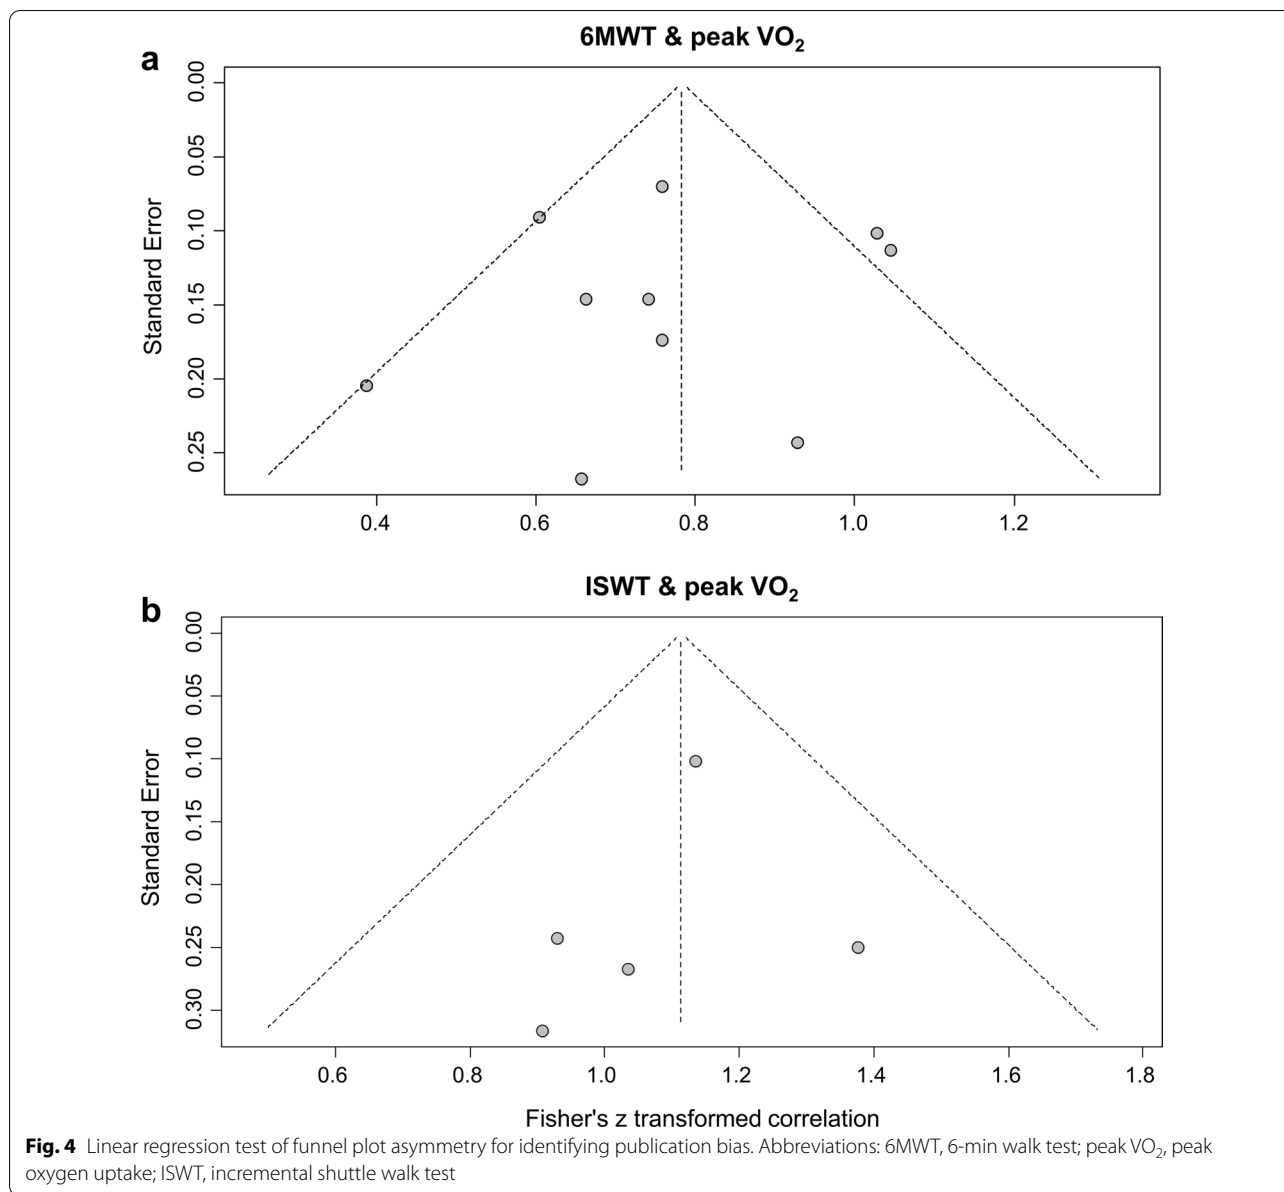 a
6MWT & peak VO₂
Standard Error
0.00
0.05
0.10
0.15
0.20
0.25
0.4 0.6 0.8 1.0 1.2
b
ISWT & peak VO₂
Standard Error
0.00
0.05
0.10
0.15
0.20
0.25
0.30
0.6 0.8 1.0 1.2 1.4 1.6 1.8
Fisher's z transformed correlation
Fig. 4 Linear regression test of funnel plot asymmetry for identifying publication bias. Abbreviations: 6MWT, 6-min walk test; peak VO₂, peak
oxygen uptake; ISWT, incremental shuttle walk test